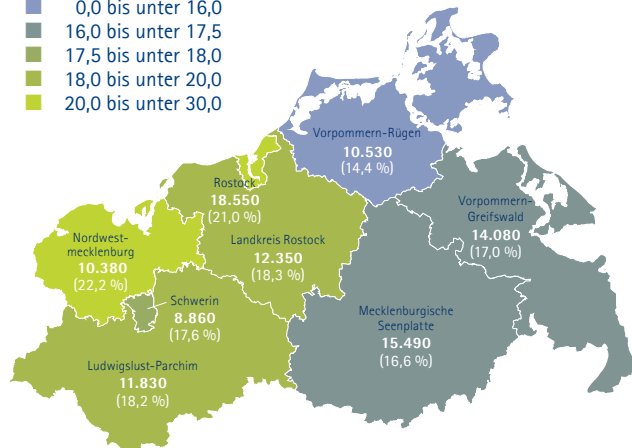 0,0 bis unter 16,0
16,0 bis unter 17,5
17,5 bis unter 18,0
18,0 bis unter 20,0
20,0 bis unter 30,0
Vorpommern-Rügen
10.530
(14,4 %)
Rostock
18.550
(21,0 %)
Vorpommern-
Greifswald
14.080
(17,0 %)
Nordwest-
mecklenburg
10.380
(22,2 %)
Landkreis Rostock
12.350
(18,3 %)
Schwerin
8.860
(17,6 %)
Mecklenburgische
Seenplatte
15.490
(16,6 %)
Ludwigslust-Parchim
11.830
(18,2 %)